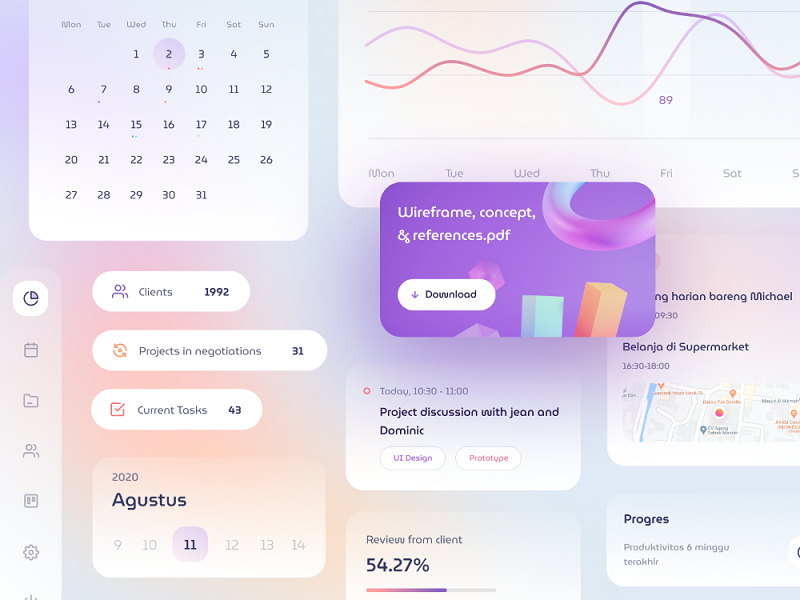 Mon Tue Wed Thu Fri Sat Sun
1 2 3 4 5
6 7 8 9 10 11 12
13 14 15 16 17 18 19
20 21 22 23 24 25 26
27 28 29 30 31
89
Mon Tue Wed Thu Fri Sat S
Wireframe, concept,
& references.pdf
Download
Clients 1992
Projects in negotiations 31
Current Tasks 43
2020
Agustus
9 10 11 12 13 14
Today, 10:30 - 11:00
Project discussion with jean and
Dominic
UI Design Prototype
Review from client
54.27%
ng harian bareng Michael
09:30
Belanja di Supermarket
16:30-18:00
Progres
Produktivitas 6 minggu
terakhir